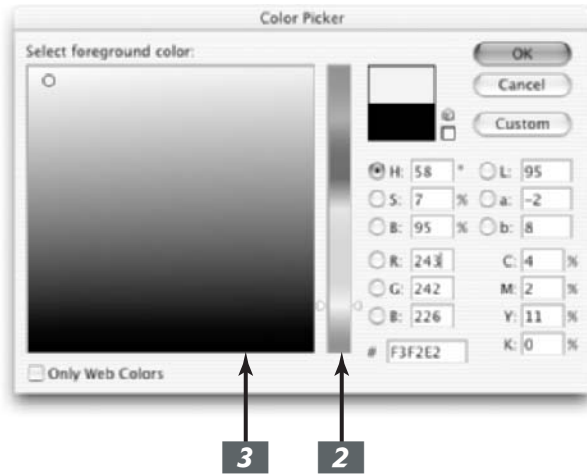 Color Picker
Select foreground color:
OK
Cancel
Custom
H: 58 ° L: 95
S: 7 % a: -2
B: 95 % b: 8
R: 243 C: 4 %
G: 242 M: 2 %
B: 226 Y: 11 %
# F3F2E2 K: 0 %
Only Web Colors
3 2